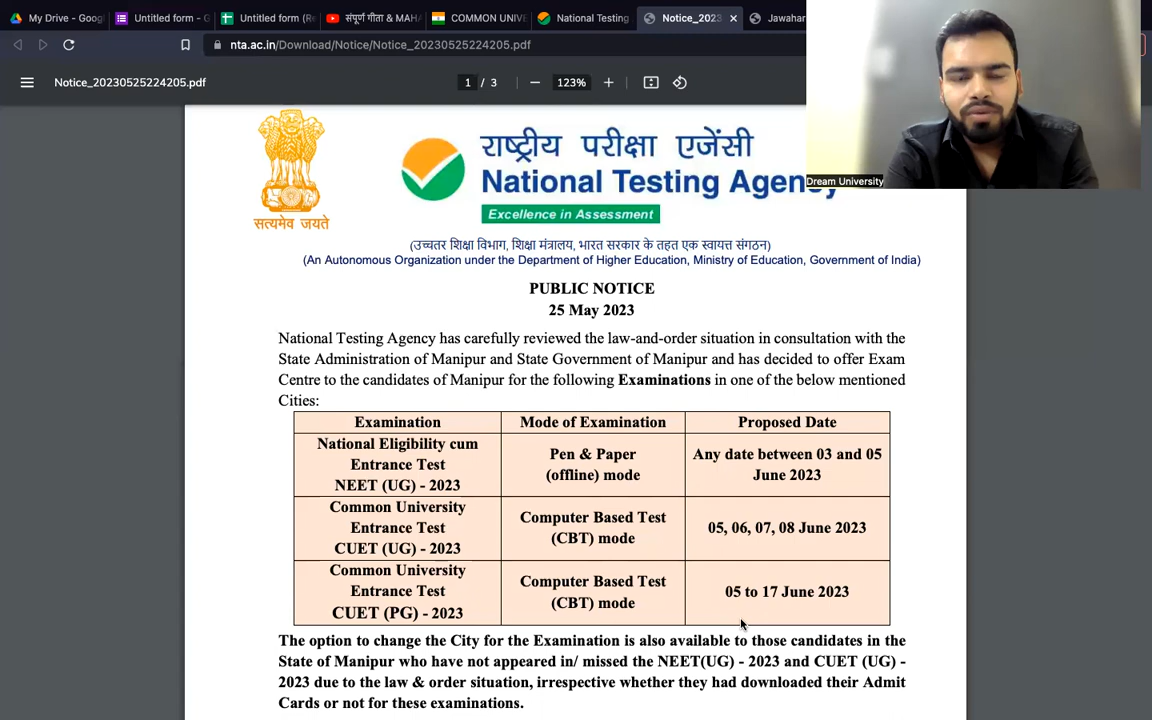 My Drive - Goog
Untitled form - G
Untitled form (Re
संपूर्ण गीता & MAHA
COMMON UNIVE
National Testing
Notice_2023
Jawahar
nta.ac.in/Download/Notice/Notice_20230525224205.pdf
Notice_20230525224205.pdf
1 / 3
123%
Dream University
राष्ट्रीय परीक्षा एजेंसी
National Testing Agency
Excellence in Assessment
सत्यमेव जयते
(उच्चतर शिक्षा विभाग, शिक्षा मंत्रालय, भारत सरकार के तहत एक स्वायत्त संगठन)
(An Autonomous Organization under the Department of Higher Education, Ministry of Education, Government of India)
PUBLIC NOTICE
25 May 2023
National Testing Agency has carefully reviewed the law-and-order situation in consultation with the
State Administration of Manipur and State Government of Manipur and has decided to offer Exam
Centre to the candidates of Manipur for the following Examinations in one of the below mentioned
Cities:
Examination Mode of Examination Proposed Date
National Eligibility cum
Entrance Test
NEET (UG) - 2023
Pen & Paper
(offline) mode
Any date between 03 and 05
June 2023
Common University
Entrance Test
CUET (UG) - 2023
Computer Based Test
(CBT) mode
05, 06, 07, 08 June 2023
Common University
Entrance Test
CUET (PG) - 2023
Computer Based Test
(CBT) mode
05 to 17 June 2023
The option to change the City for the Examination is also available to those candidates in the
State of Manipur who have not appeared in/ missed the NEET(UG) - 2023 and CUET (UG) -
2023 due to the law & order situation, irrespective whether they had downloaded their Admit
Cards or not for these examinations.